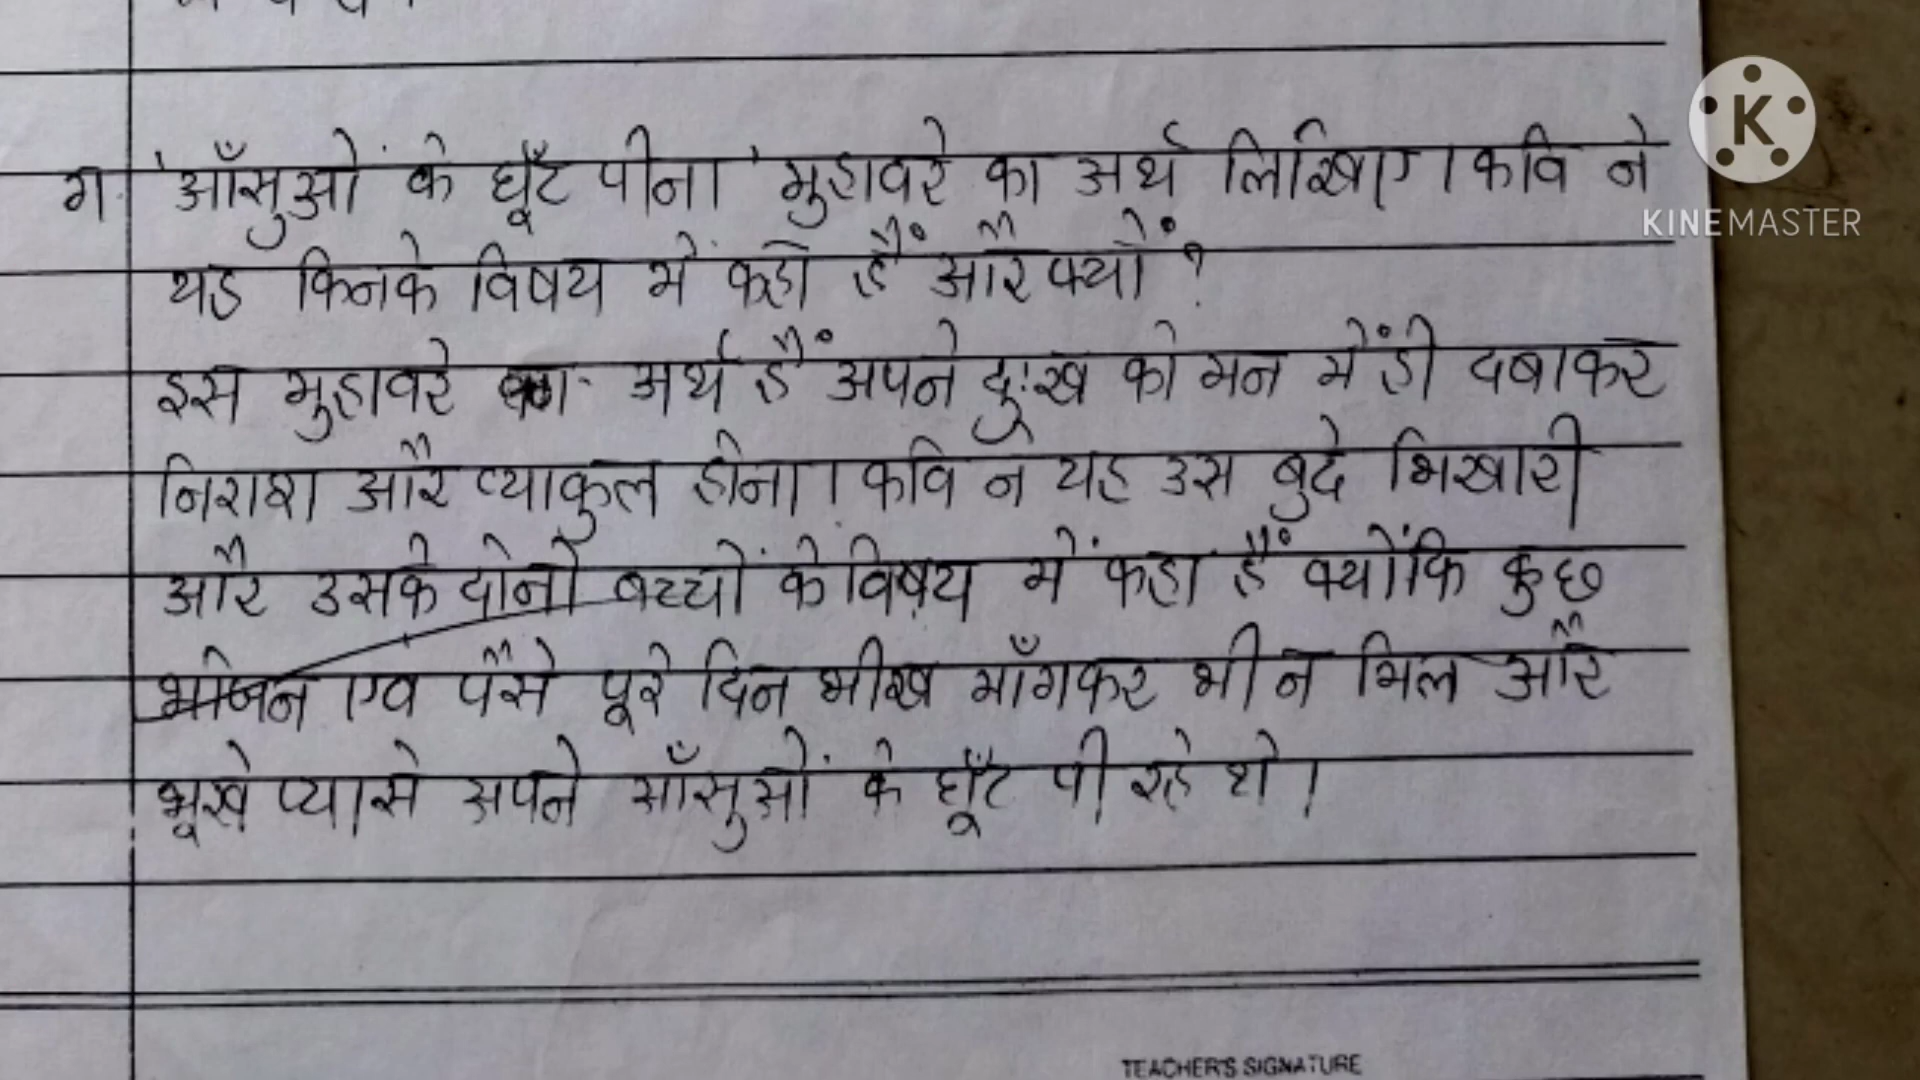 ग. 'आँसुओं के घूँट पीना' मुहावरे का अर्थ लिखिए। कवि ने
यह किनके विषय में कहा हैं और क्यों ?
इस मुहावरे का अर्थ हैं अपने दुःख को मन में ही दबाकर
निराश और व्याकुल होना। कवि न यह उस बुढे भिखारी
और उसके दोनों बच्चों के विषय में कहा हैं क्योंकि कुछ
भोजन एव पैसे पूरे दिन भीख माँगकर भी न मिल और
भूखे प्यासे अपने आँसुओं के घूँट पी रहे थे।
TEACHER'S SIGNATURE
K
KINEMASTER